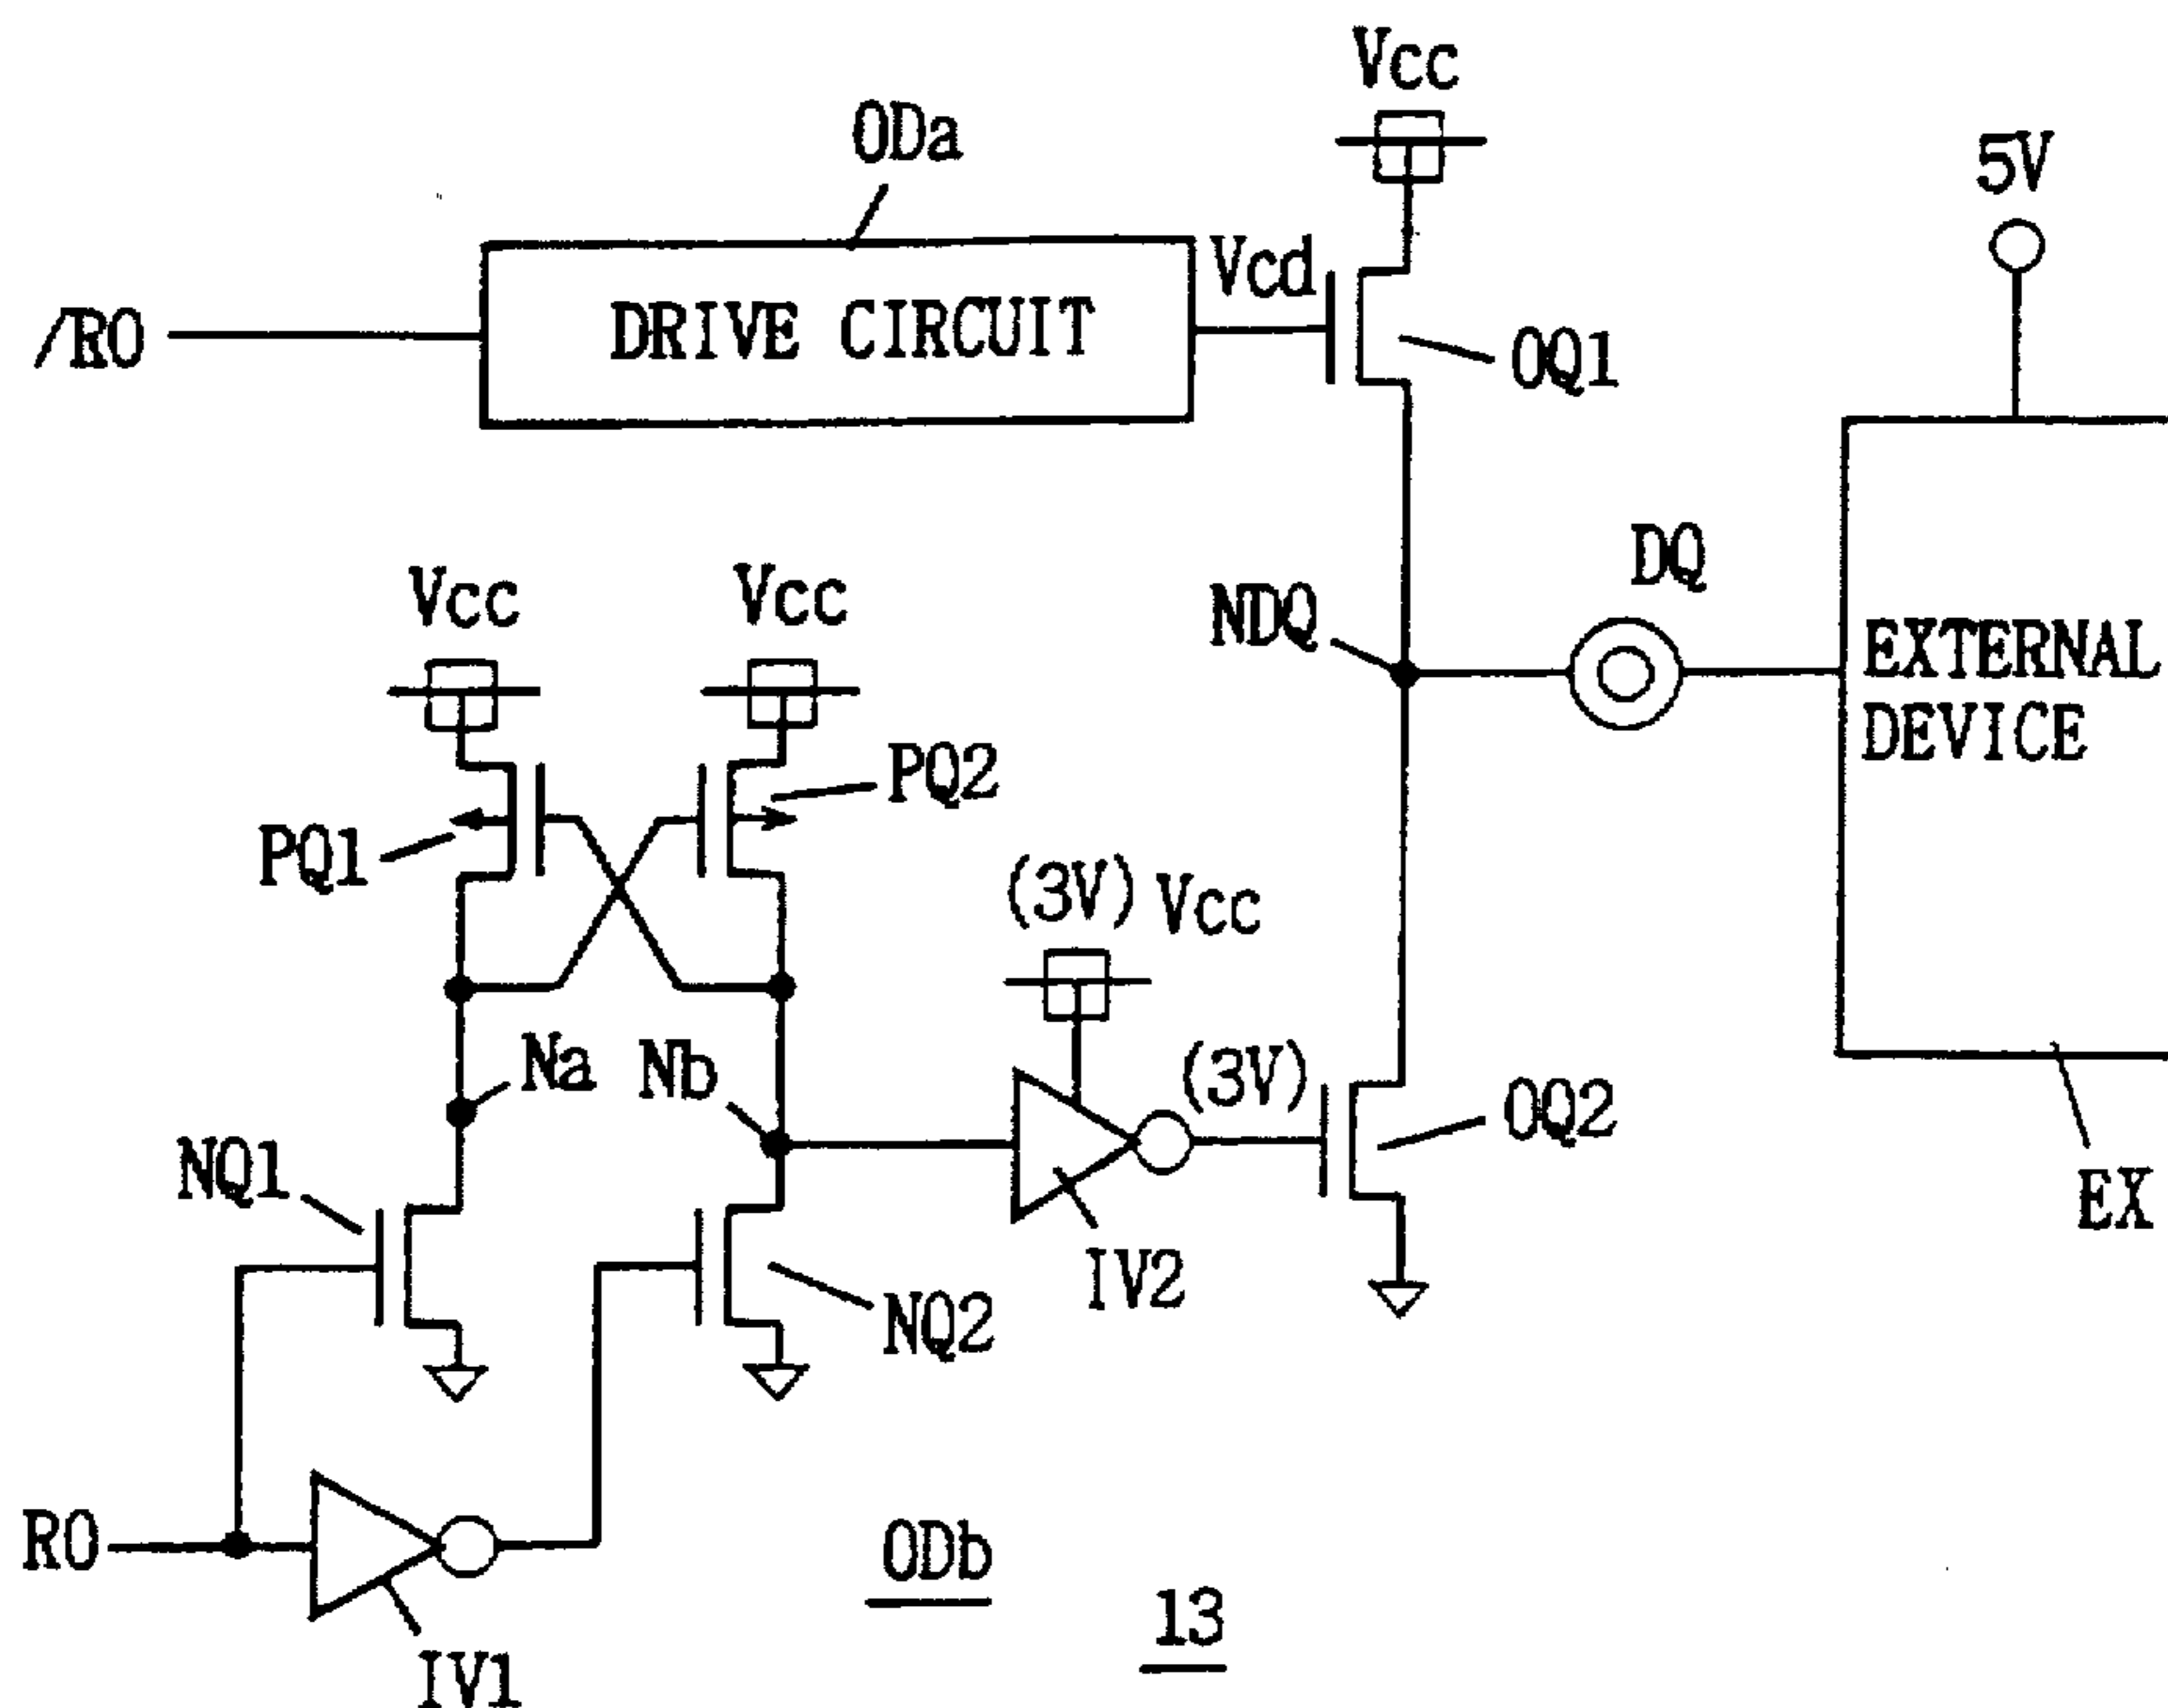 Vcc
ODa
5V
Vcd
/RO
DRIVE CIRCUIT
OQ1
DQ
Vcc
Vcc
NDQ
EXTERNAL
DEVICE
PQ2
PQ1
(3V) Vcc
Na
Nb
(3V)
OQ2
NQ1
EX
IV2
NQ2
RO
ODb
13
IV1